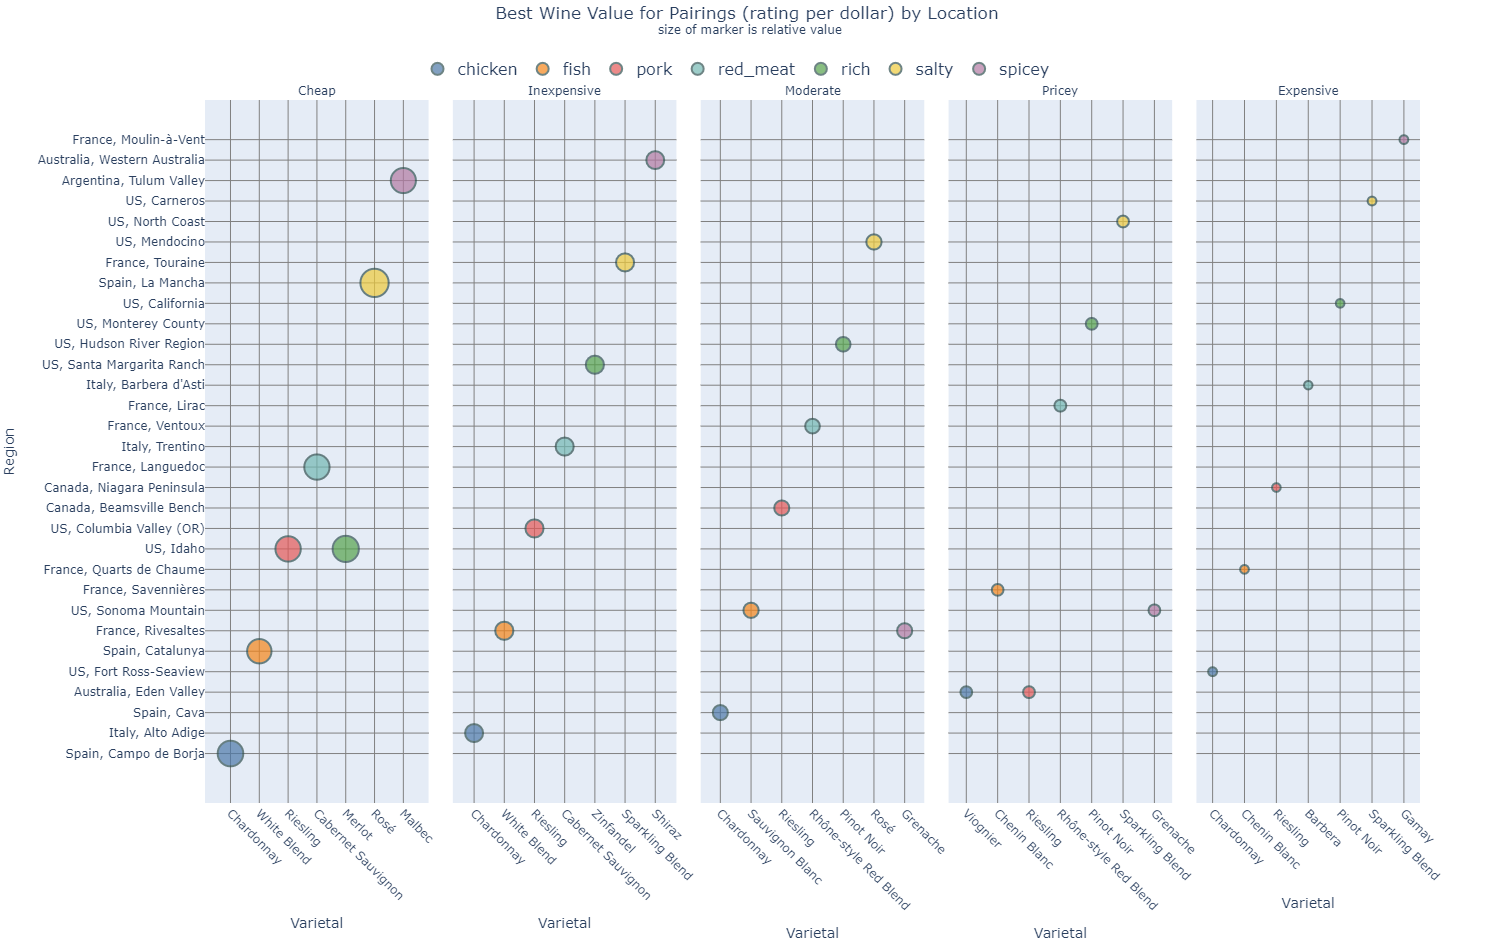 Best Wine Value for Pairings (rating per dollar) by Location
size of marker is relative value
chicken fish pork red_meat rich salty spicey
Cheap Inexpensive Moderate Pricey Expensive
France, Moulin-à-Vent
Australia, Western Australia
Argentina, Tulum Valley
US, Carneros
US, North Coast
US, Mendocino
France, Touraine
Spain, La Mancha
US, California
US, Monterey County
US, Hudson River Region
US, Santa Margarita Ranch
Italy, Barbera d'Asti
France, Lirac
France, Ventoux
Italy, Trentino
France, Languedoc
Canada, Niagara Peninsula
Canada, Beamsville Bench
US, Columbia Valley (OR)
US, Idaho
France, Quarts de Chaume
France, Savennières
US, Sonoma Mountain
France, Rivesaltes
Spain, Catalunya
US, Fort Ross-Seaview
Australia, Eden Valley
Spain, Cava
Italy, Alto Adige
Spain, Campo de Borja
Region
Chardonnay
White Blend
Riesling
Cabernet Sauvignon
Merlot
Rosé
Malbec
Varietal
Chardonnay
White Blend
Riesling
Cabernet Sauvignon
Zinfandel
Sparkling Blend
Shiraz
Varietal
Chardonnay
Sauvignon Blanc
Riesling
Rhône-style Red Blend
Pinot Noir
Rosé
Grenache
Varietal
Viognier
Chenin Blanc
Riesling
Rhône-style Red Blend
Pinot Noir
Sparkling Blend
Grenache
Varietal
Chardonnay
Chenin Blanc
Riesling
Barbera
Pinot Noir
Sparkling Blend
Gamay
Varietal